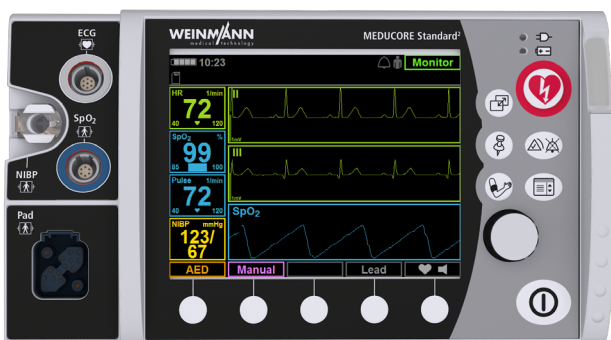 ECG
SpO₂
NIBP
Pad
WEINMANN
medical technology
MEDUCORE Standard²
10:23
Monitor
HR 1/min
72
40 120
II
1mV
SpO₂ %
99
85 100
III
1mV
Pulse 1/min
72
40 120
SpO₂
NIBP mmHg
123/
67
AED Manual Lead